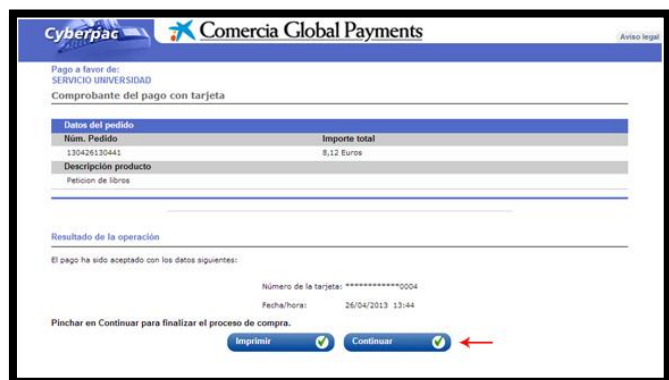 Cyberpac
Comercia Global Payments
Aviso legal
Pago a favor de:
SERVICIO UNIVERSIDAD
Comprobante del pago con tarjeta
Datos del pedido
Núm. Pedido Importe total
130426130441 8,12 Euros
Descripción producto
Peticion de libros
Resultado de la operación
El pago ha sido aceptado con los datos siguientes:
Número de la tarjeta: ************0004
Fecha/hora: 26/04/2013 13:44
Pinchar en Continuar para finalizar el proceso de compra.
Imprimir Continuar